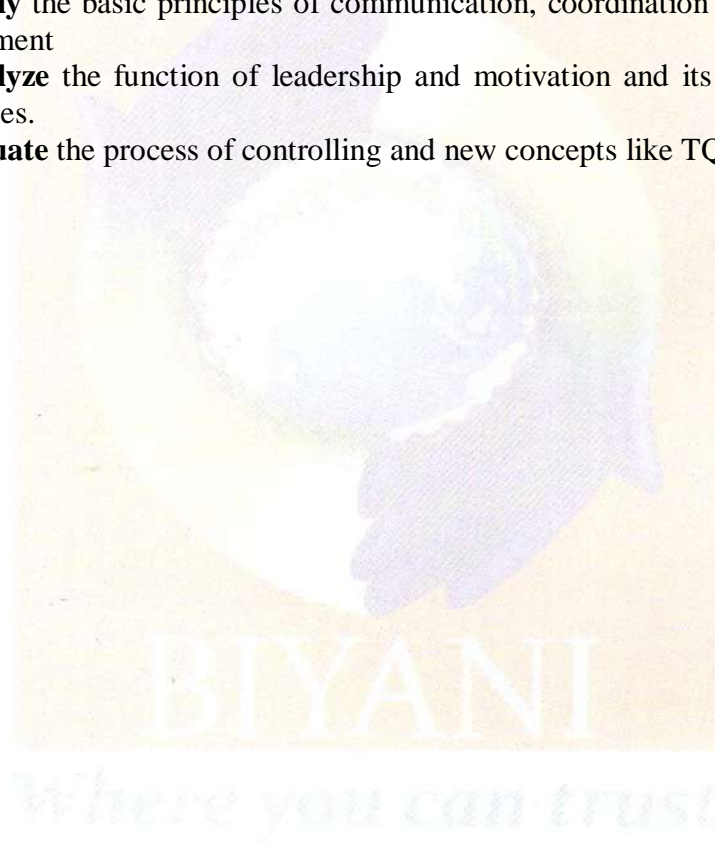 ly the basic principles of communication, coordination
ment
lyze the function of leadership and motivation and its
es.
uate the process of controlling and new concepts like TQ
BIYANI
Where you can trust